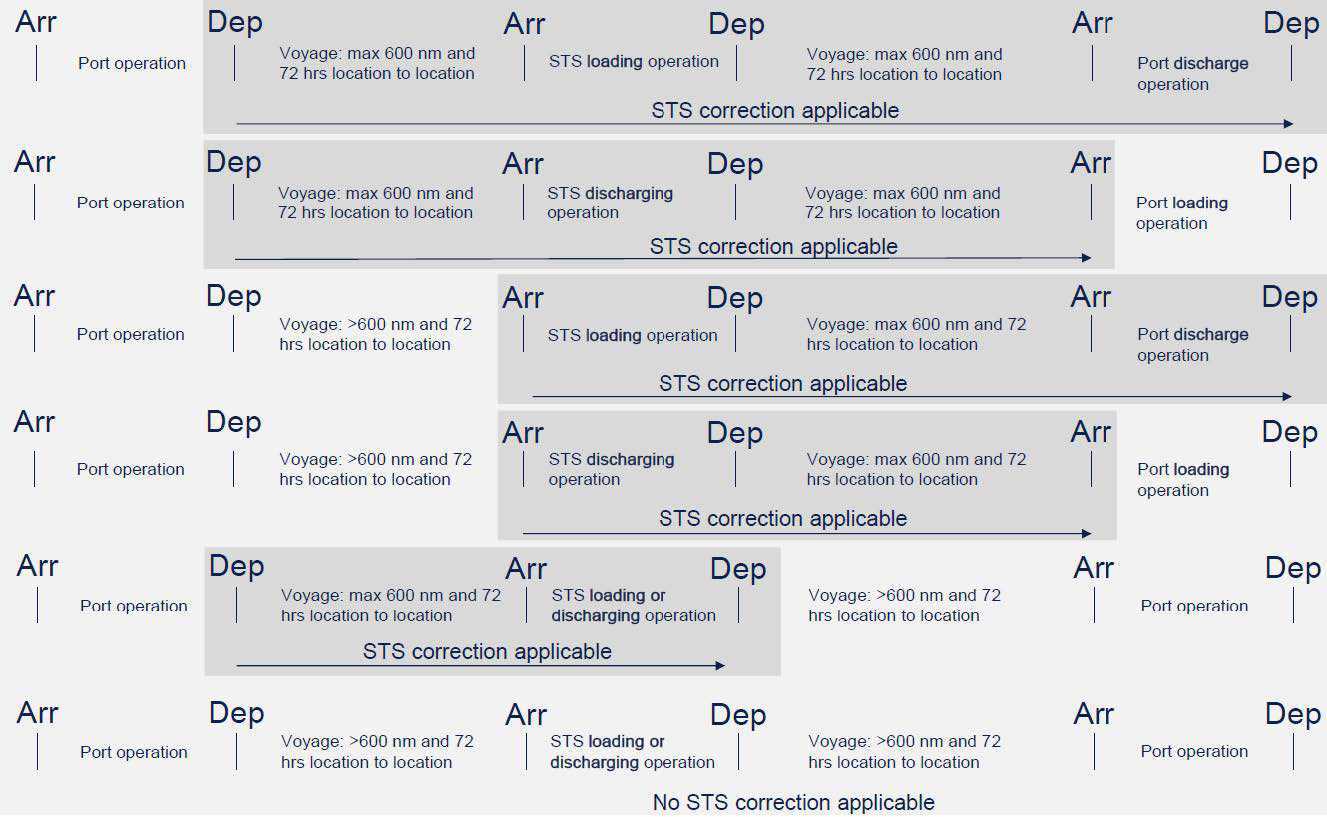 Arr Dep Arr Dep Arr Dep
Port operation
Voyage: max 600 nm and
72 hrs location to location
STS loading operation
Voyage: max 600 nm and
72 hrs location to location
Port discharge
operation
STS correction applicable
Arr Dep Arr Dep Arr Dep
Port operation
Voyage: max 600 nm and
72 hrs location to location
STS discharging
operation
Voyage: max 600 nm and
72 hrs location to location
Port loading
operation
STS correction applicable
Arr Dep Arr Dep Arr Dep
Port operation
Voyage: >600 nm and 72
hrs location to location
STS loading operation
Voyage: max 600 nm and 72
hrs location to location
Port discharge
operation
STS correction applicable
Arr Dep Arr Dep Arr Dep
Port operation
Voyage: >600 nm and 72
hrs location to location
STS discharging
operation
Voyage: max 600 nm and 72
hrs location to location
Port loading
operation
STS correction applicable
Arr Dep Arr Dep Arr Dep
Port operation
Voyage: max 600 nm and 72
hrs location to location
STS loading or
discharging operation
Voyage: >600 nm and 72
hrs location to location
Port operation
STS correction applicable
Arr Dep Arr Dep Arr Dep
Port operation
Voyage: >600 nm and 72
hrs location to location
STS loading or
discharging operation
Voyage: >600 nm and 72
hrs location to location
Port operation
No STS correction applicable